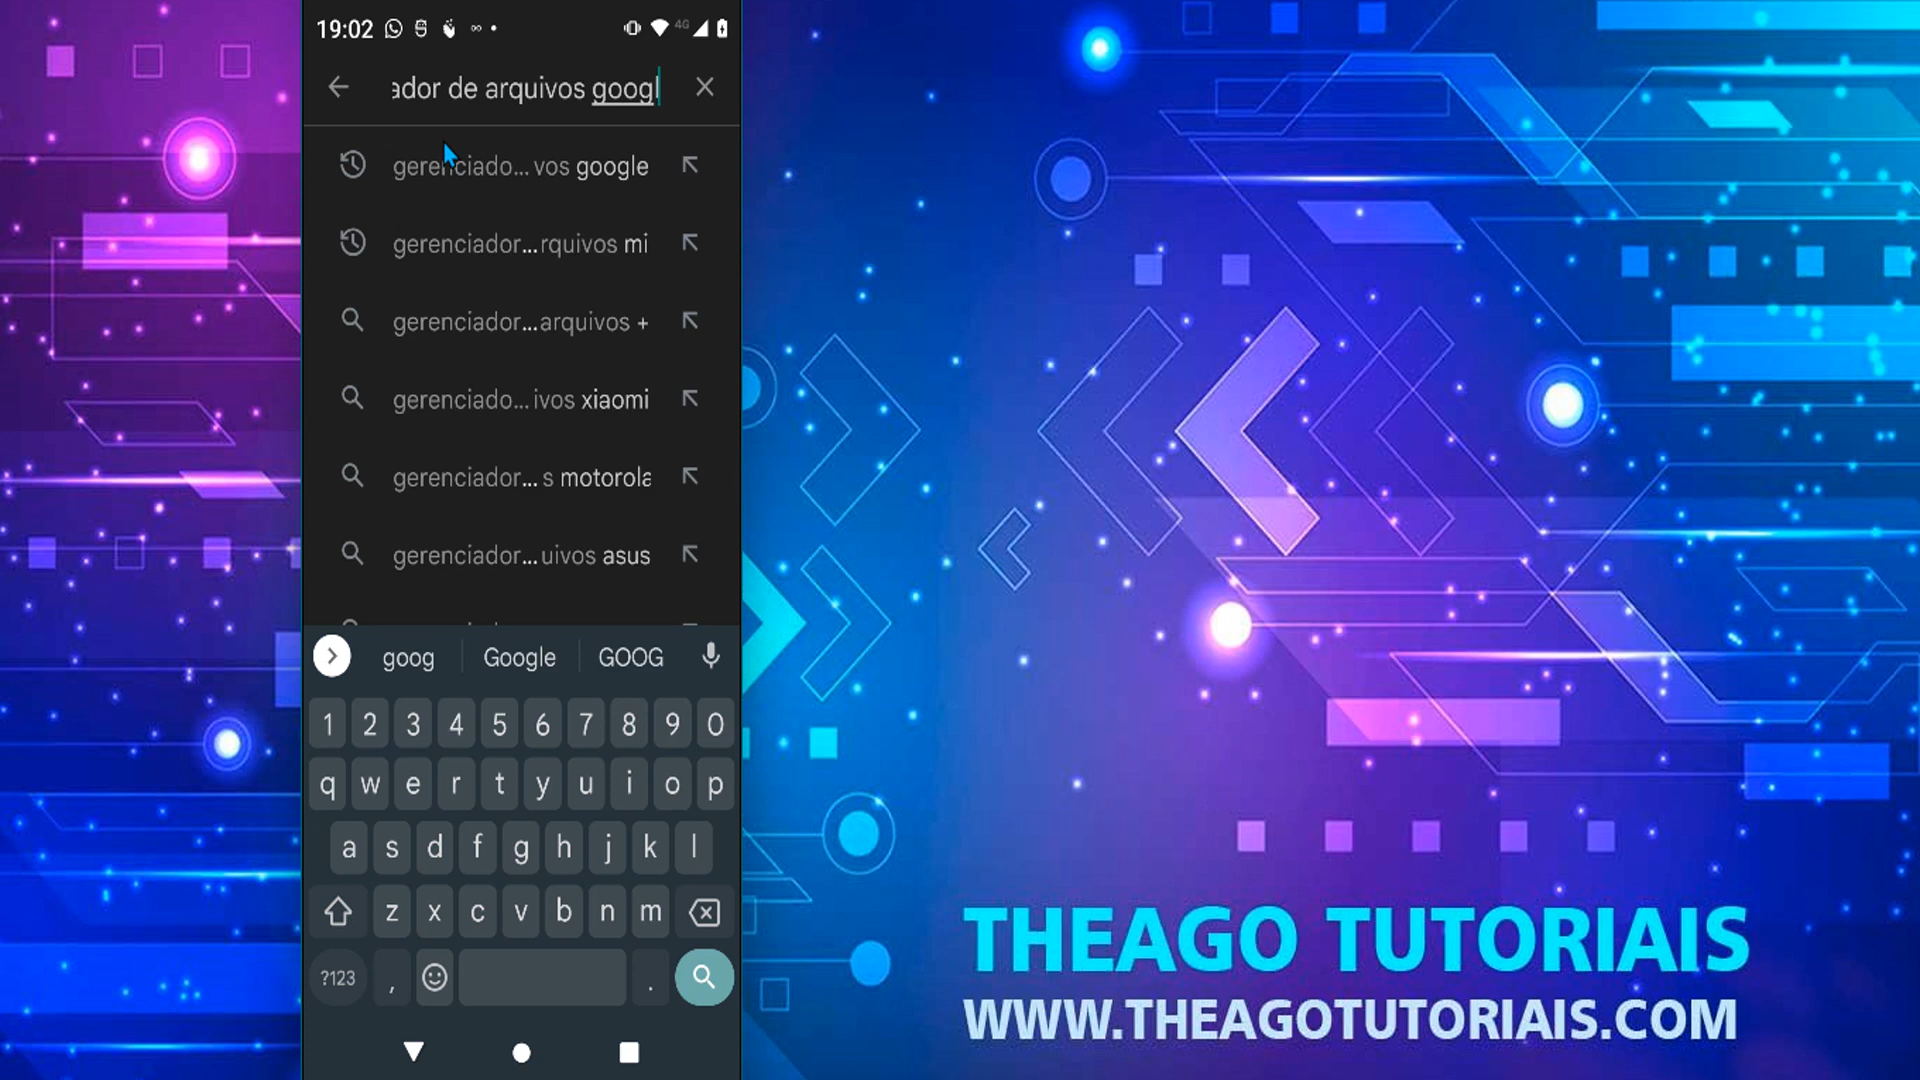 19:02 4G
ador de arquivos googl
gerenciado... vos google
gerenciador... rquivos mi
gerenciador... arquivos +
gerenciado... ivos xiaomi
gerenciador... s motorola
gerenciador... uivos asus
goog Google GOOG
1 2 3 4 5 6 7 8 9 0
q w e r t y u i o p
a s d f g h j k l
z x c v b n m
?123 , .
THEAGO TUTORIAIS
WWW.THEAGOTUTORIAIS.COM